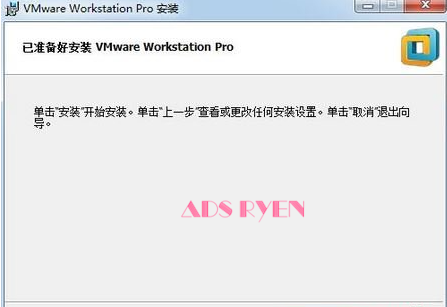 VMware Workstation Pro 安装
已准备好安装 VMware Workstation Pro
单击“安装”开始安装。单击“上一步”查看或更改任何安装设置。单击“取消”退出向
导。
ADS RYEN